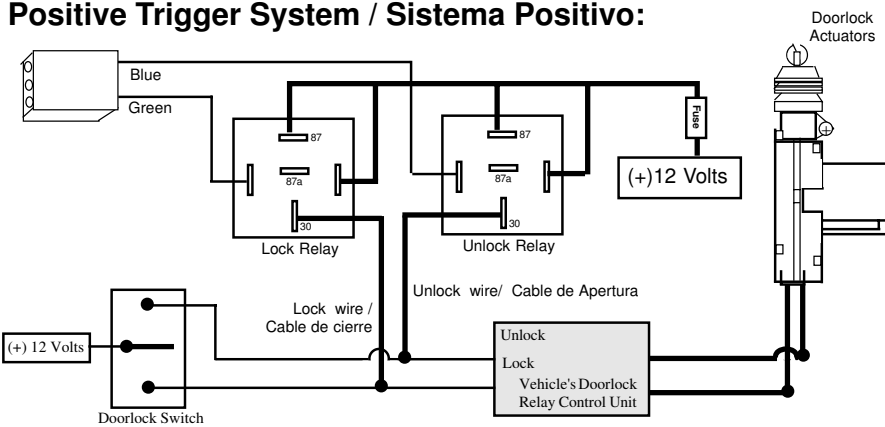 Positive Trigger System / Sistema Positivo:
Doorlock
Actuators
Blue
Green
87
87a
30
Lock Relay
87
87a
30
Unlock Relay
Fuse
(+)12 Volts
Lock wire /
Cable de cierre
Unlock wire/ Cable de Apertura
(+) 12 Volts
Doorlock Switch
Unlock
Lock
Vehicle's Doorlock
Relay Control Unit